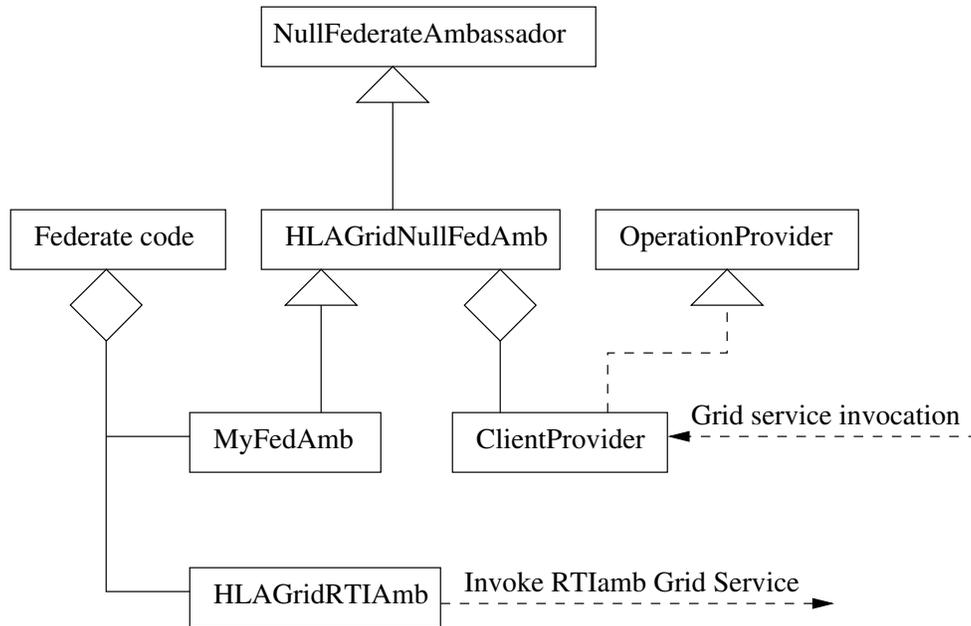 NullFederateAmbassador
Federate code
HLAGridNullFedAmb
OperationProvider
Grid service invocation
MyFedAmb
ClientProvider
Invoke RTIamb Grid Service
HLAGridRTIAmb